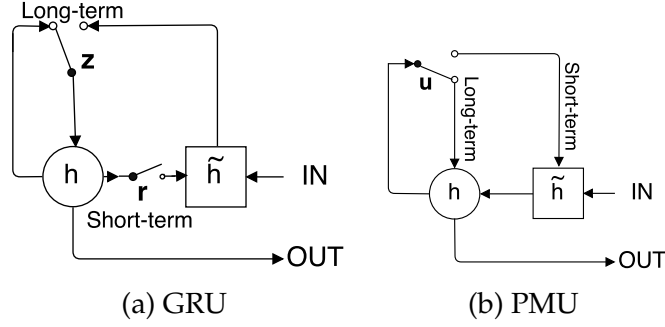 Long-term
z
h
r
h̃
IN
Short-term
OUT
(a) GRU
u
Long-term
Short-term
h
h̃
IN
OUT
(b) PMU